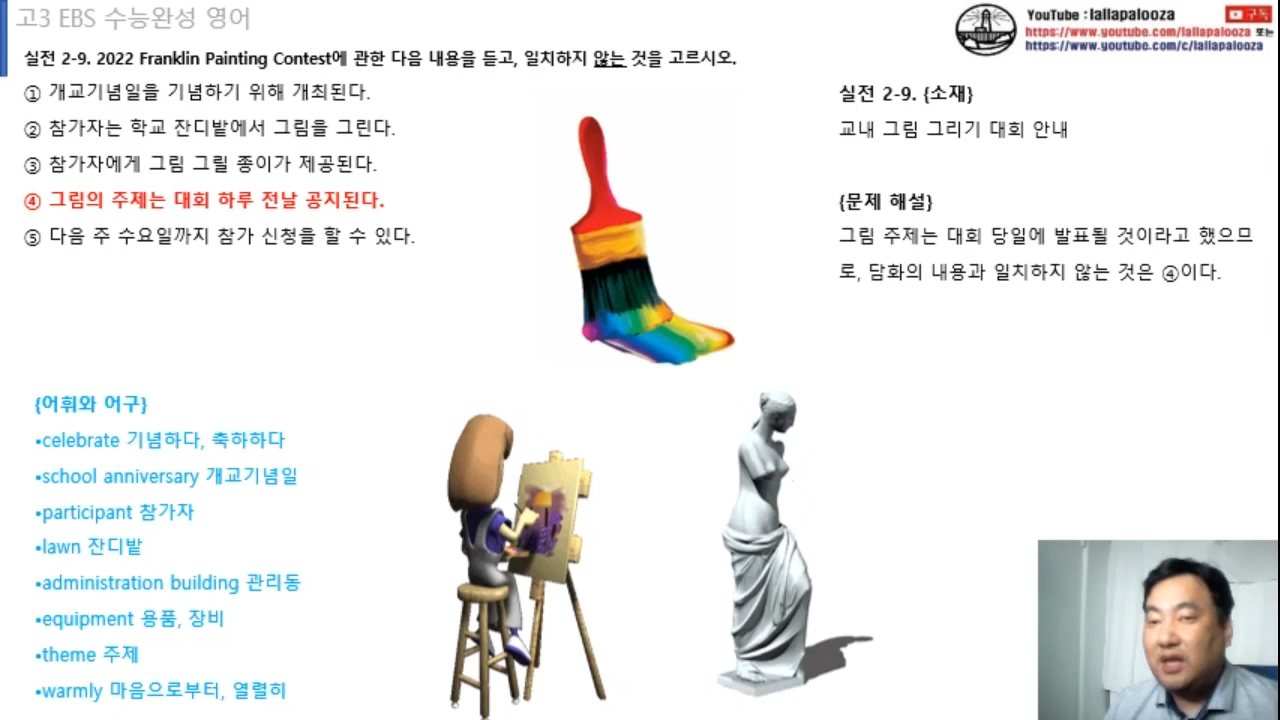 고3 EBS 수능완성 영어
YouTube : lallapalooza
구독
https://www.youtube.com/lallapalooza 또는
https://www.youtube.com/c/lallapalooza
실전 2-9. 2022 Franklin Painting Contest에 관한 다음 내용을 듣고, 일치하지 않는 것을 고르시오.
① 개교기념일을 기념하기 위해 개최된다.
② 참가자는 학교 잔디밭에서 그림을 그린다.
③ 참가자에게 그림 그릴 종이가 제공된다.
④ 그림의 주제는 대회 하루 전날 공지된다.
⑤ 다음 주 수요일까지 참가 신청을 할 수 있다.
실전 2-9. {소재}
교내 그림 그리기 대회 안내
{문제 해설}
그림 주제는 대회 당일에 발표될 것이라고 했으므
로, 담화의 내용과 일치하지 않는 것은 ④이다.
{어휘와 어구}
•celebrate 기념하다, 축하하다
•school anniversary 개교기념일
•participant 참가자
•lawn 잔디밭
•administration building 관리동
•equipment 용품, 장비
•theme 주제
•warmly 마음으로부터, 열렬히